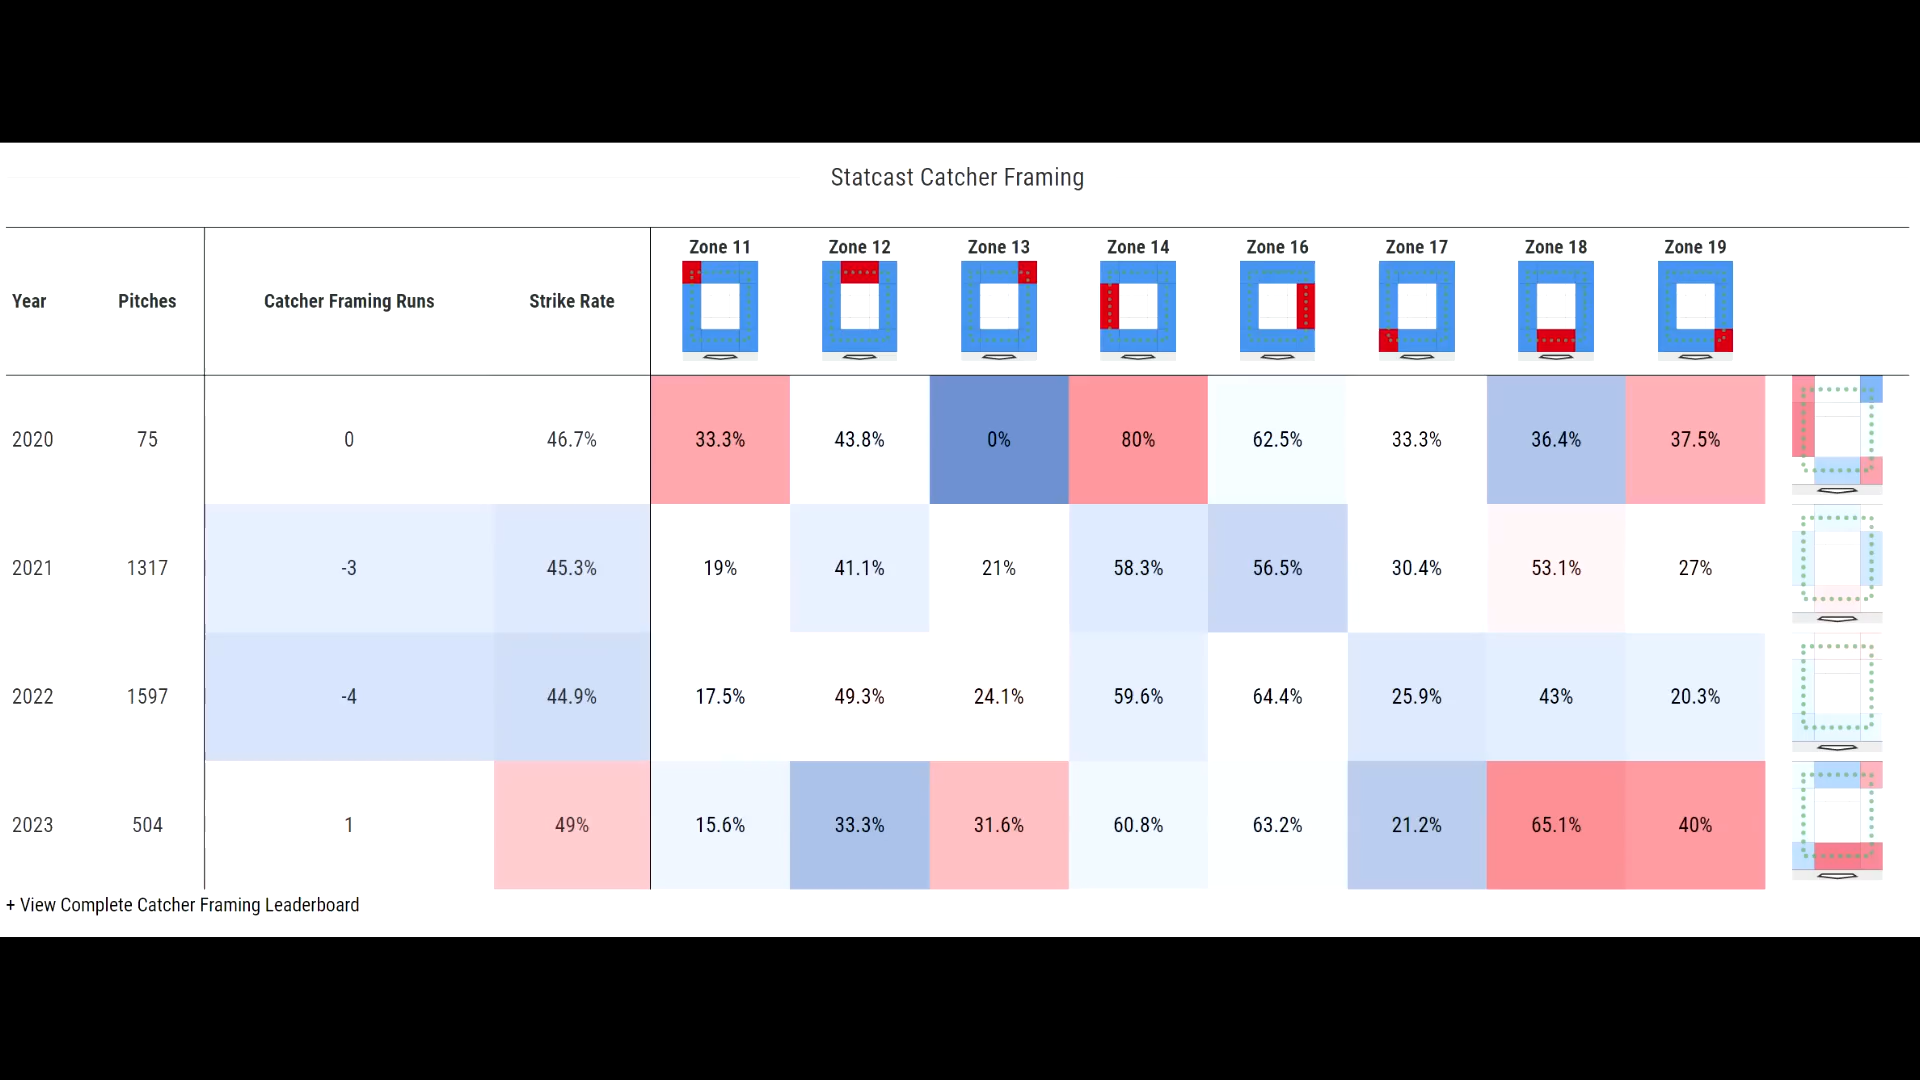 Statcast Catcher Framing
Year Pitches Catcher Framing Runs Strike Rate Zone 11 Zone 12 Zone 13 Zone 14 Zone 16 Zone 17 Zone 18 Zone 19
2020 75 0 46.7% 33.3% 43.8% 0% 80% 62.5% 33.3% 36.4% 37.5%
2021 1317 -3 45.3% 19% 41.1% 21% 58.3% 56.5% 30.4% 53.1% 27%
2022 1597 -4 44.9% 17.5% 49.3% 24.1% 59.6% 64.4% 25.9% 43% 20.3%
2023 504 1 49% 15.6% 33.3% 31.6% 60.8% 63.2% 21.2% 65.1% 40%
+ View Complete Catcher Framing Leaderboard